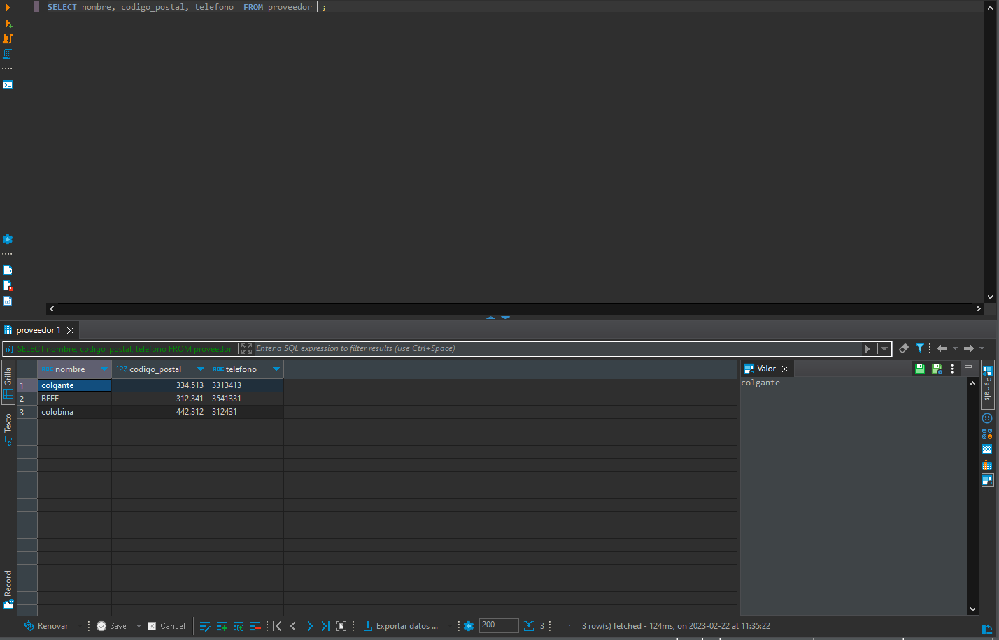 SELECT nombre, codigo_postal, telefono FROM proveedor ;
proveedor 1
SELECT nombre, codigo_postal, telefono FROM proveedor
Enter a SQL expression to filter results (use Ctrl+Space)
Grilla
Texto
Record
ABC nombre 123 codigo_postal ABC telefono
1 colgante 334.513 3313413
2 BEFF 312.341 3541331
3 colobina 442.312 312431
Valor
colgante
Panels
Renovar Save Cancel Exportar datos ... 200 3 3 row(s) fetched - 124ms, on 2023-02-22 at 11:35:22